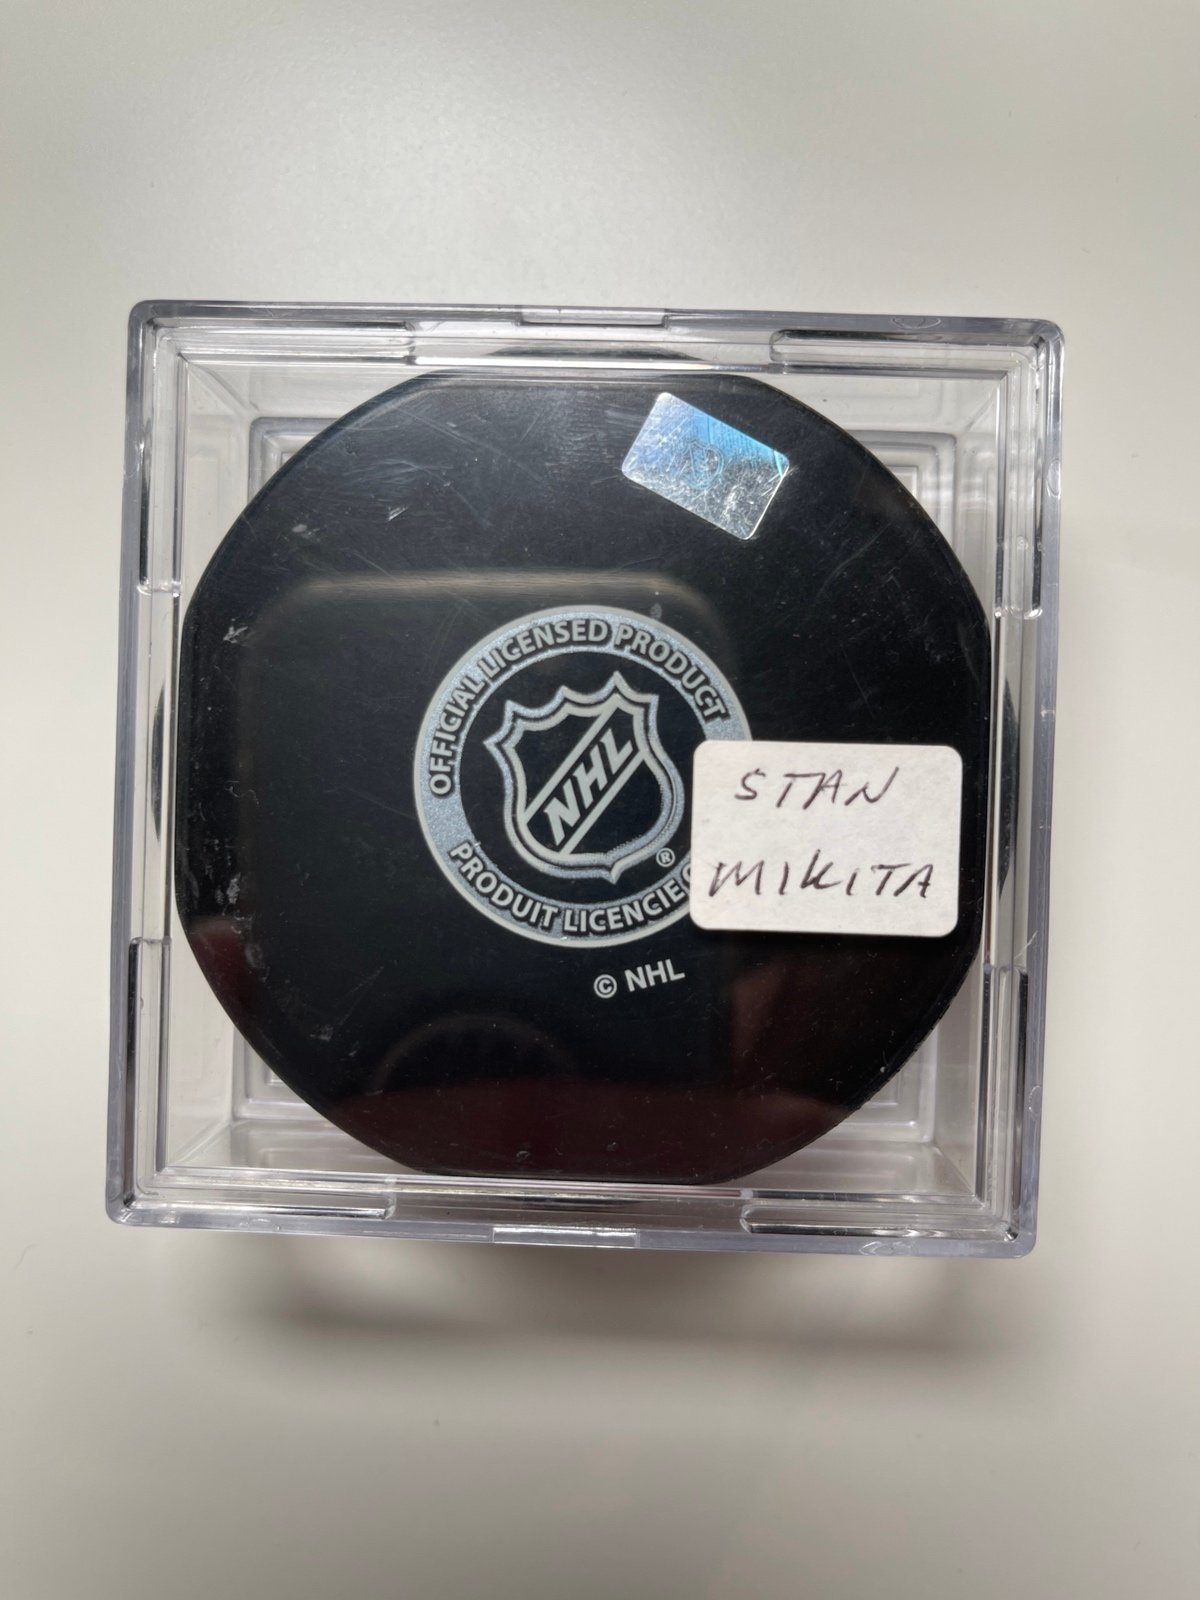 OFFICIAL LICENSED PRODUCT
NHL
®
PRODUIT LICENCIE
© NHL
STAN
MIKITA